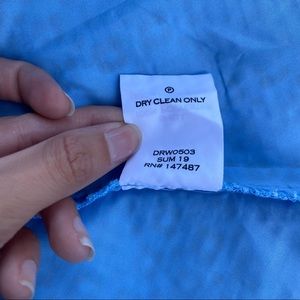 P
DRY CLEAN ONLY
DRW0503
SUM 19
RN# 147487